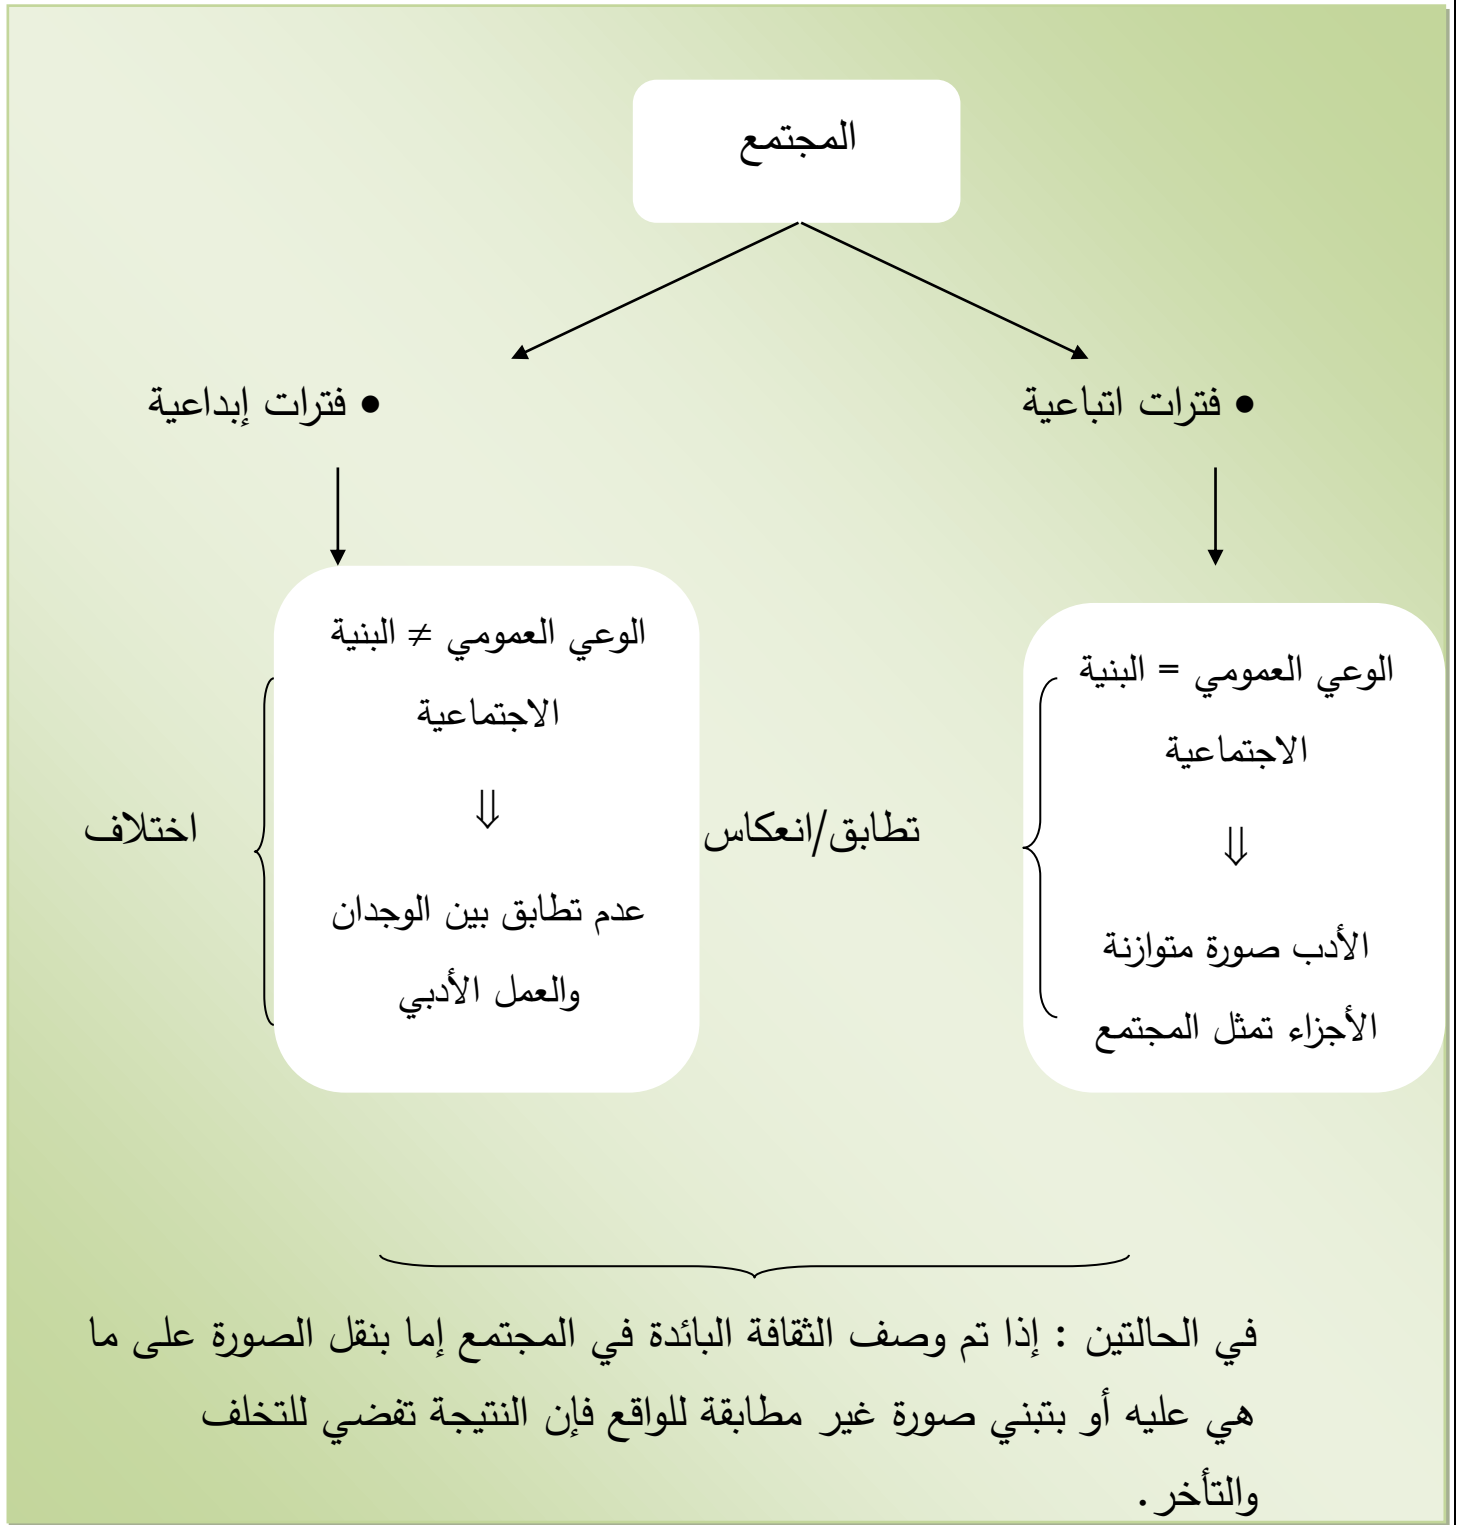 المجتمع
• فترات اتباعية
• فترات إبداعية
الوعي العمومي = البنية
الاجتماعية
⇓
الأدب صورة متوازنة
الأجزاء تمثل المجتمع
تطابق/انعكاس
الوعي العمومي ≠ البنية
الاجتماعية
⇓
عدم تطابق بين الوجدان
والعمل الأدبي
اختلاف
في الحالتين : إذا تم وصف الثقافة البائدة في المجتمع إما بنقل الصورة على ما
هي عليه أو بتبني صورة غير مطابقة للواقع فإن النتيجة تفضي للتخلف
والتأخر .